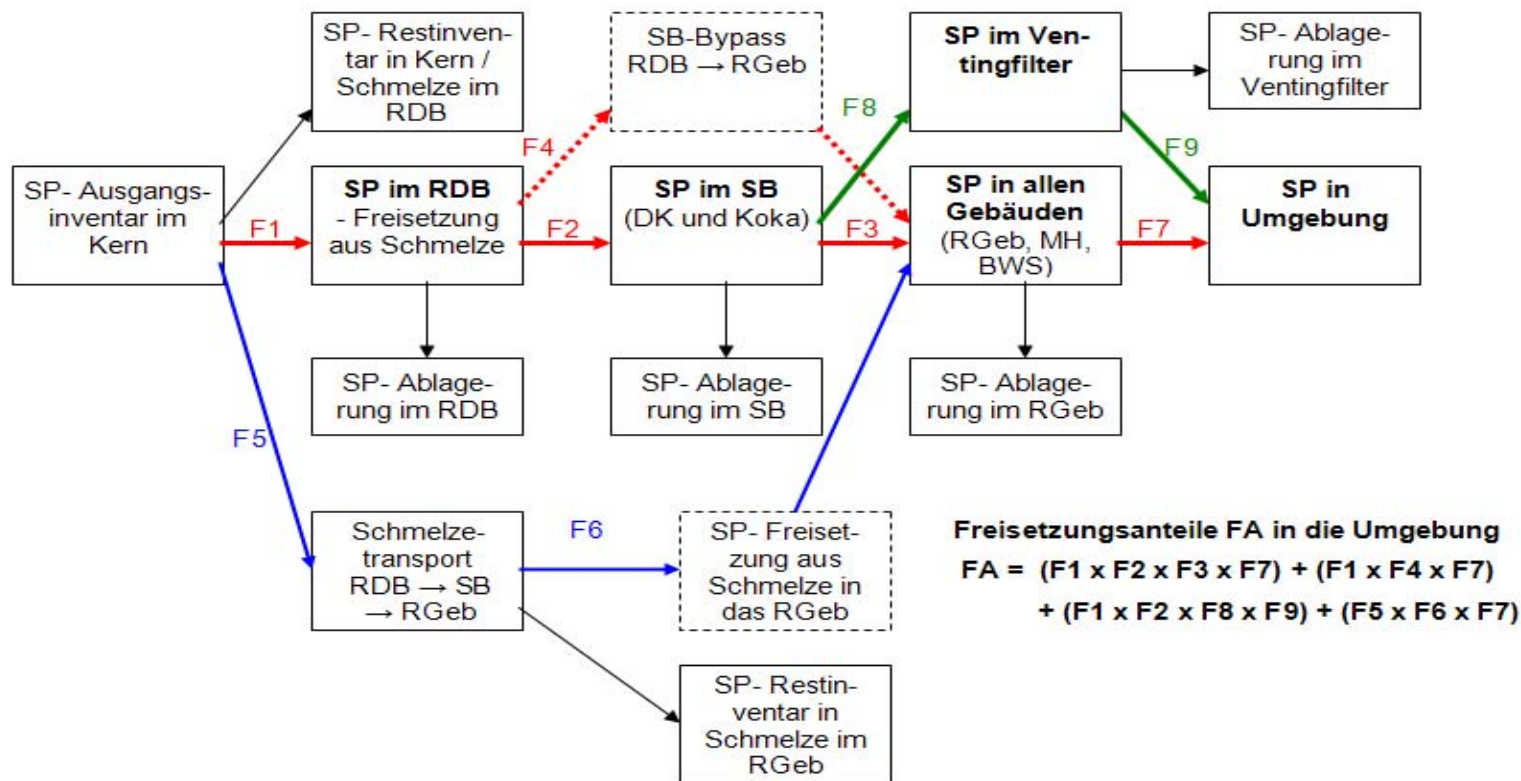 SP- Restinven-
tar in Kern /
Schmelze im
RDB
SB-Bypass
RDB → RGeb
SP im Ven-
tingfilter
SP- Ablage-
rung im
Ventingfilter
F8
F4
F9
SP- Ausgangs-
inventar im
Kern
F1
SP im RDB
- Freisetzung
aus Schmelze
F2
SP im SB
(DK und Koka)
F3
SP in allen
Gebäuden
(RGeb, MH,
BWS)
F7
SP in
Umgebung
SP- Ablage-
rung im RDB
SP- Ablage-
rung im SB
SP- Ablage-
rung im RGeb
F5
Schmelze-
transport
RDB → SB
→ RGeb
F6
SP- Freiset-
zung aus
Schmelze in
das RGeb
Freisetzungsanteile FA in die Umgebung
FA = (F1 x F2 x F3 x F7) + (F1 x F4 x F7)
+ (F1 x F2 x F8 x F9) + (F5 x F6 x F7)
SP- Restin-
ventar in
Schmelze im
RGeb